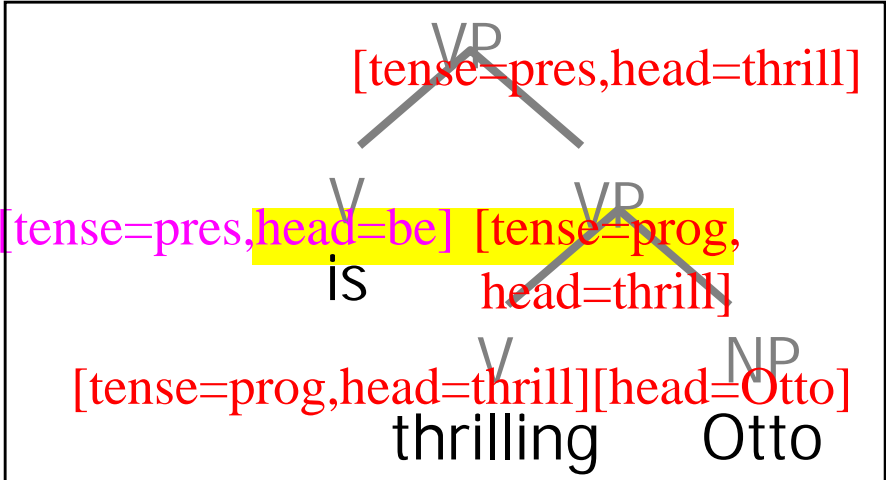 VP
[tense=pres,head=thrill]
V VP
[tense=pres,head=be] [tense=prog,
is head=thrill]
V NP
[tense=prog,head=thrill][head=Otto]
thrilling Otto